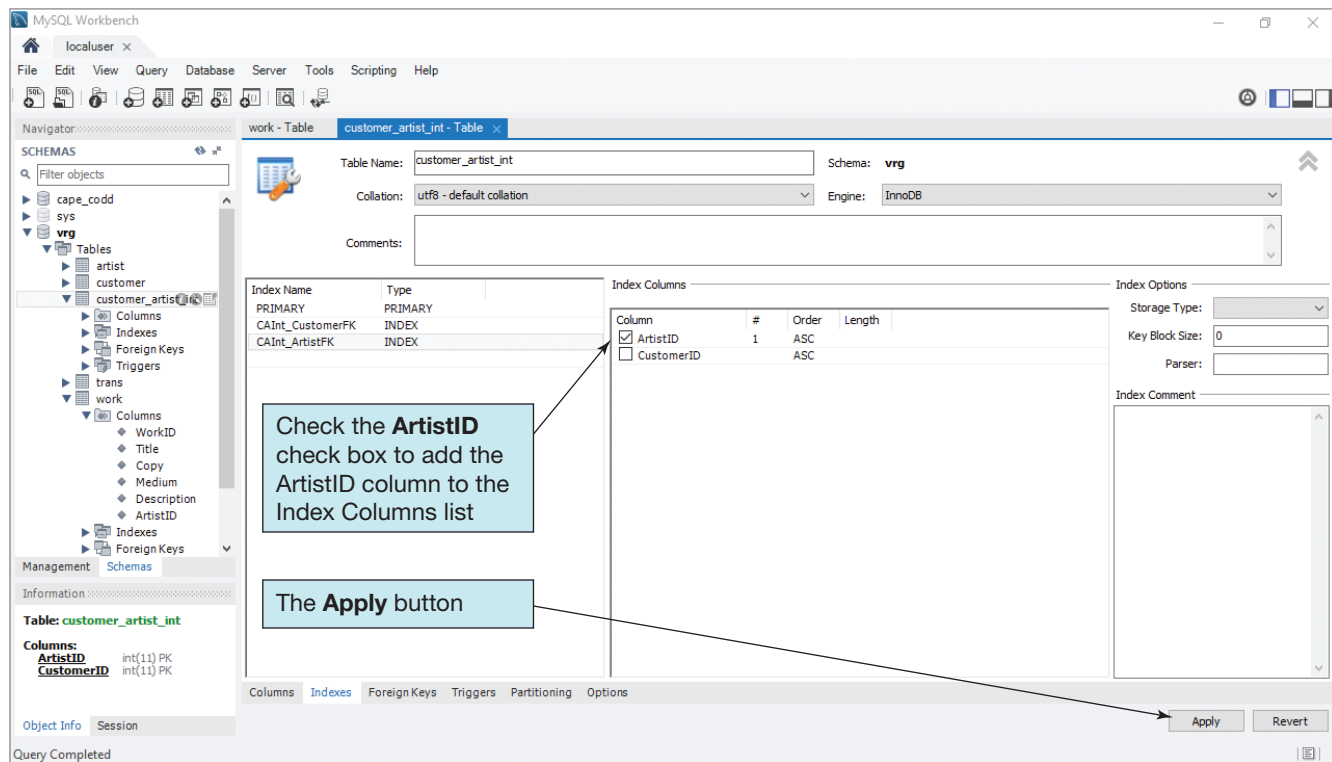 MySQL Workbench
localuser ×
File Edit View Query Database Server Tools Scripting Help
Navigator
SCHEMAS
Filter objects
cape_codd
sys
vrg
Tables
artist
customer
customer_artist_int
Columns
Indexes
Foreign Keys
Triggers
trans
work
Columns
WorkID
Title
Copy
Medium
Description
ArtistID
Indexes
Foreign Keys
Management Schemas
Information
Table: customer_artist_int
Columns:
ArtistID int(11) PK
CustomerID int(11) PK
Object Info Session
Query Completed
work - Table customer_artist_int - Table ×
Table Name: customer_artist_int Schema: vrg
Collation: utf8 - default collation Engine: InnoDB
Comments:
Index Name Type
PRIMARY PRIMARY
CAInt_CustomerFK INDEX
CAInt_ArtistFK INDEX
Index Columns
Column # Order Length
ArtistID 1 ASC
CustomerID ASC
Index Options
Storage Type:
Key Block Size: 0
Parser:
Index Comment
Check the ArtistID
check box to add the
ArtistID column to the
Index Columns list
The Apply button
Columns Indexes Foreign Keys Triggers Partitioning Options
Apply Revert